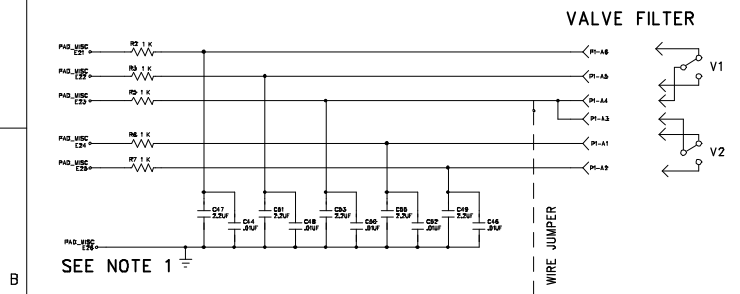 VALVE FILTER
PAD_MISC
E21
R2 1 K
P1-A6
PAD_MISC
E22
R3 1 K
P1-A5
V1
PAD_MISC
E23
R5 1 K
P1-A4
P1-A3
PAD_MISC
E24
R6 1 K
P1-A1
V2
PAD_MISC
E25
R7 1 K
P1-A2
C47
2.2UF
C44
.01UF
C51
2.2UF
C48
.01UF
C53
2.2UF
C50
.01UF
C55
2.2UF
C52
.01UF
C49
2.2UF
C46
.01UF
PAD_MISC
E26
SEE NOTE 1
WIRE JUMPER
B